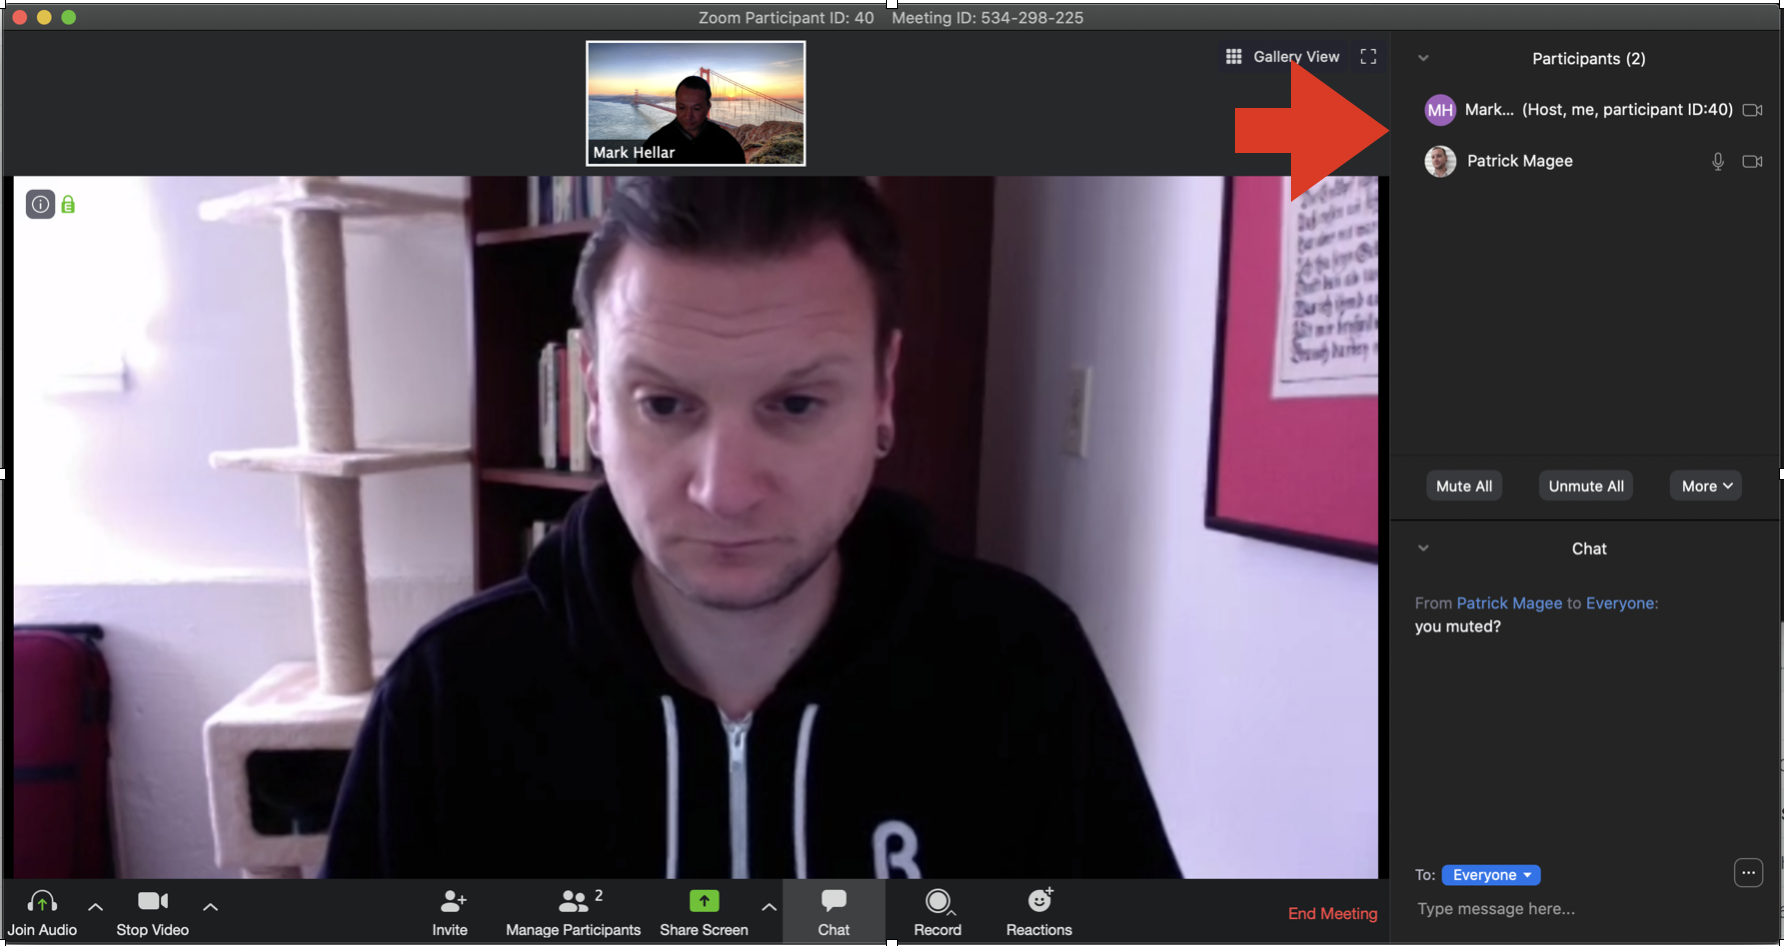 Zoom Participant ID: 40 Meeting ID: 534-298-225
Mark Hellar
Gallery View
Participants (2)
MH Mark... (Host, me, participant ID:40)
Patrick Magee
Mute All Unmute All More
Chat
From Patrick Magee to Everyone:
you muted?
To: Everyone
Type message here...
Join Audio
Stop Video
Invite
2
Manage Participants
Share Screen
Chat
Record
Reactions
End Meeting